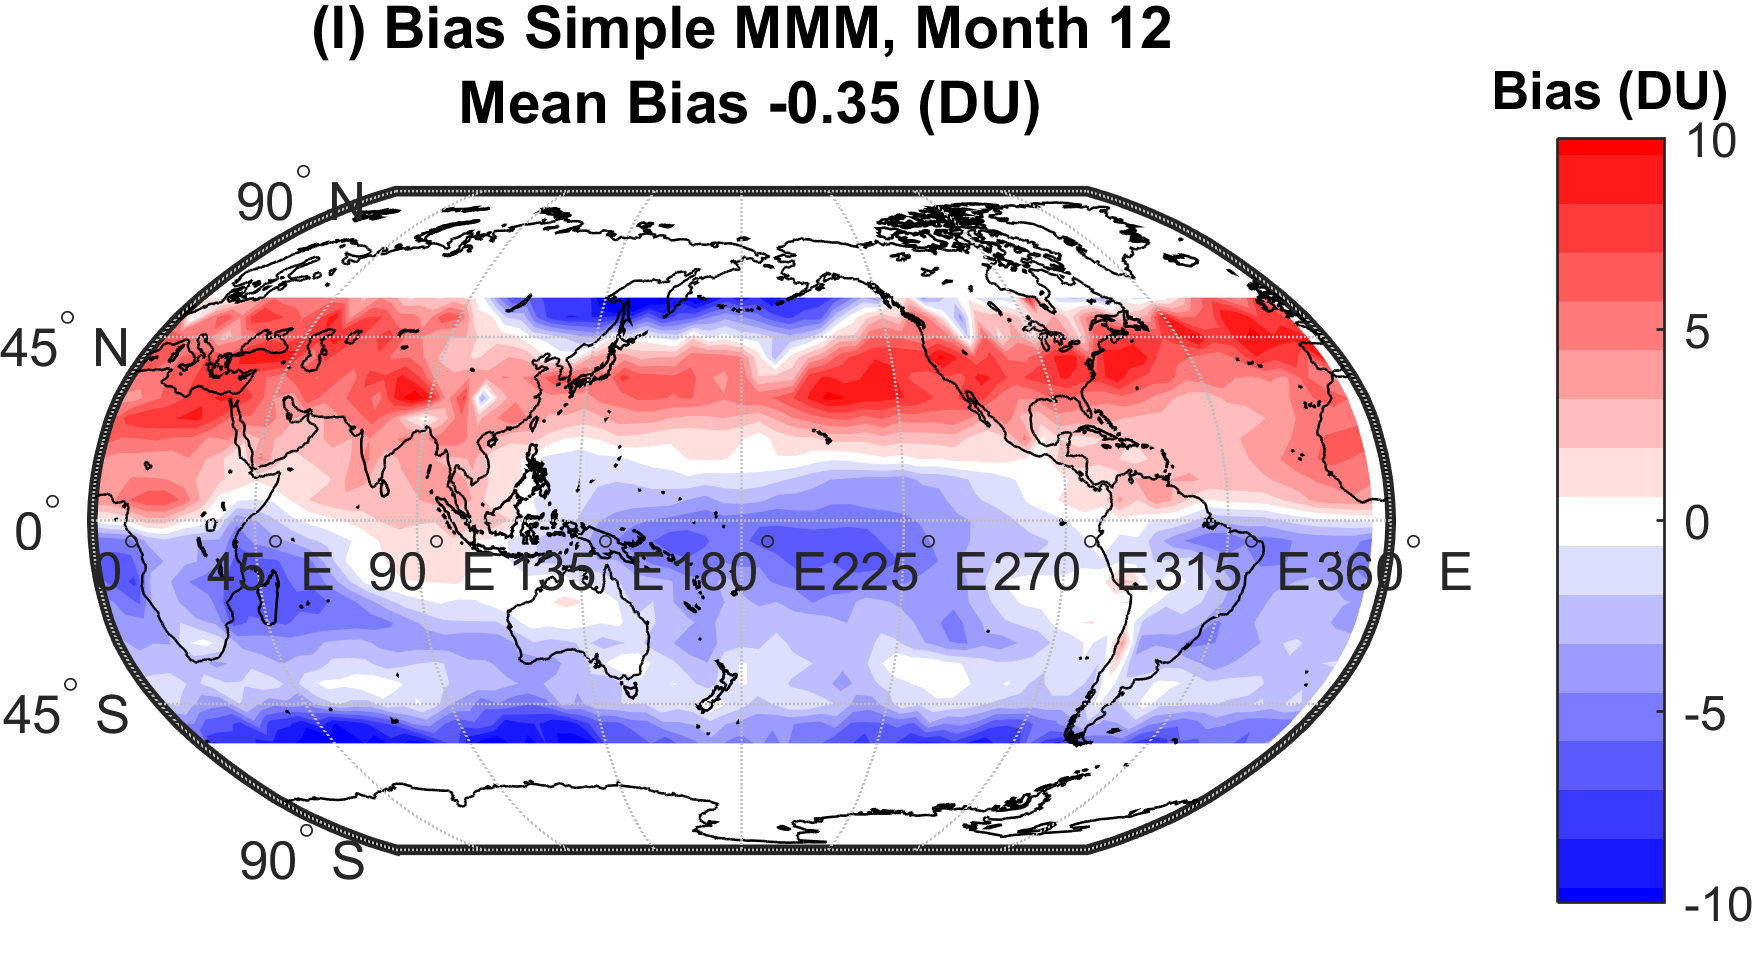 (l) Bias Simple MMM, Month 12
Mean Bias -0.35 (DU)
Bias (DU)
10
5
0
-5
-10
90° N
45° N
0°
45° S
90° S
0° 45° E 90° E 135° E 180° E 225° E 270° E 315° E 360° E